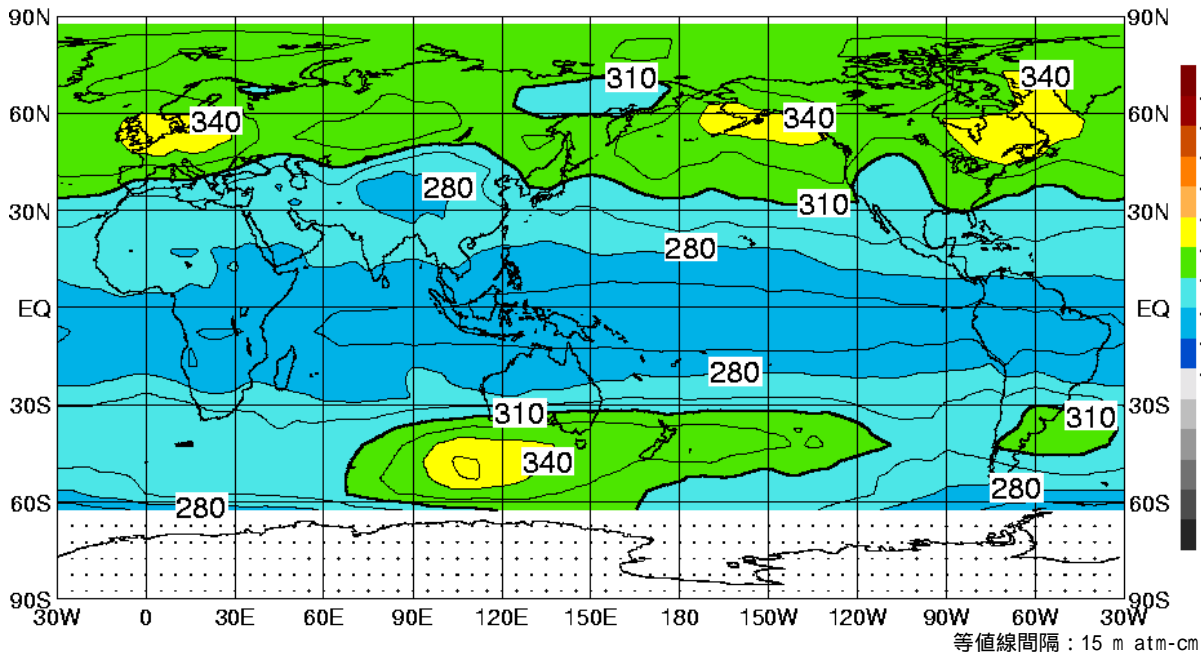 90N 90N
340 310 340
60N 340 340 60N
280
30N 310 30N
280
EQ EQ
280
30S 310 310 30S
340
280 280
60S 60S
90S 90S
30W 0 30E 60E 90E 120E 150E 180 150W 120W 90W 60W 30W
等値線間隔：15 m atm-cm